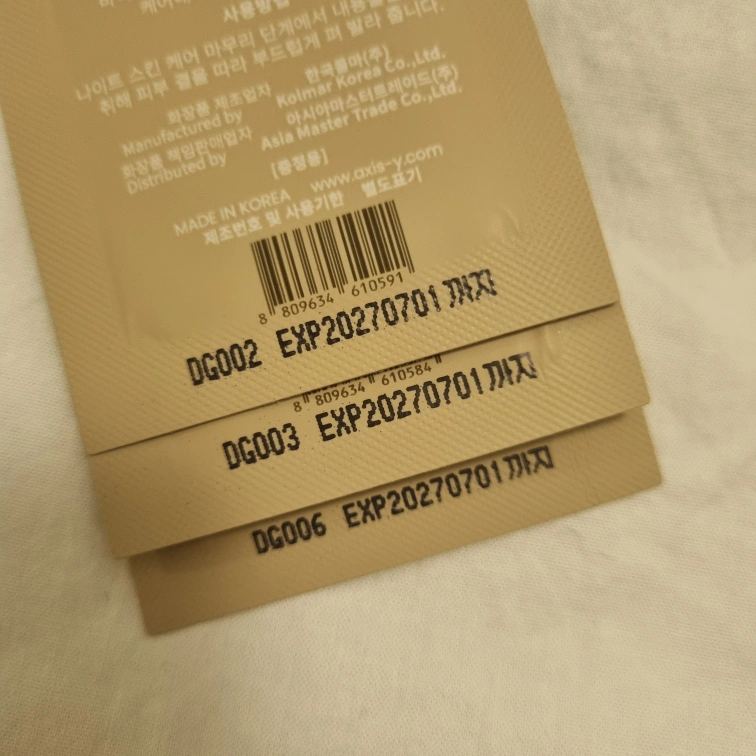 사용방법
나이트 스킨 케어 마무리 단계에서 내용물을
취해 피부 결을 따라 부드럽게 펴 발라 줍니다.
화장품 제조업자 한국콜마(주)
Manufactured by Kolmar Korea Co.,Ltd.
화장품 책임판매업자 아시아마스터트레이드(주)
Distributed by Asia Master Trade Co.,Ltd.
[증정용]
MADE IN KOREA www.axis-y.com
제조번호 및 사용기한 별도표기
8 809634 610591
DG002 EXP20270701까지
8 809634 610584
DG003 EXP20270701까지
DG006 EXP20270701까지